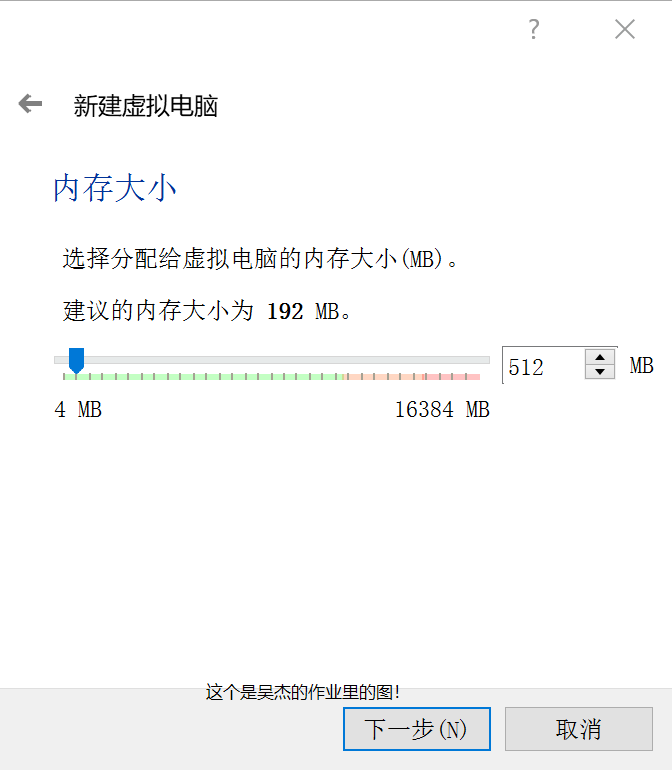 ?
新建虚拟电脑
内存大小
选择分配给虚拟电脑的内存大小(MB)。
建议的内存大小为 192 MB。
512 MB
4 MB 16384 MB
这个是吴杰的作业里的图!
下一步(N) 取消